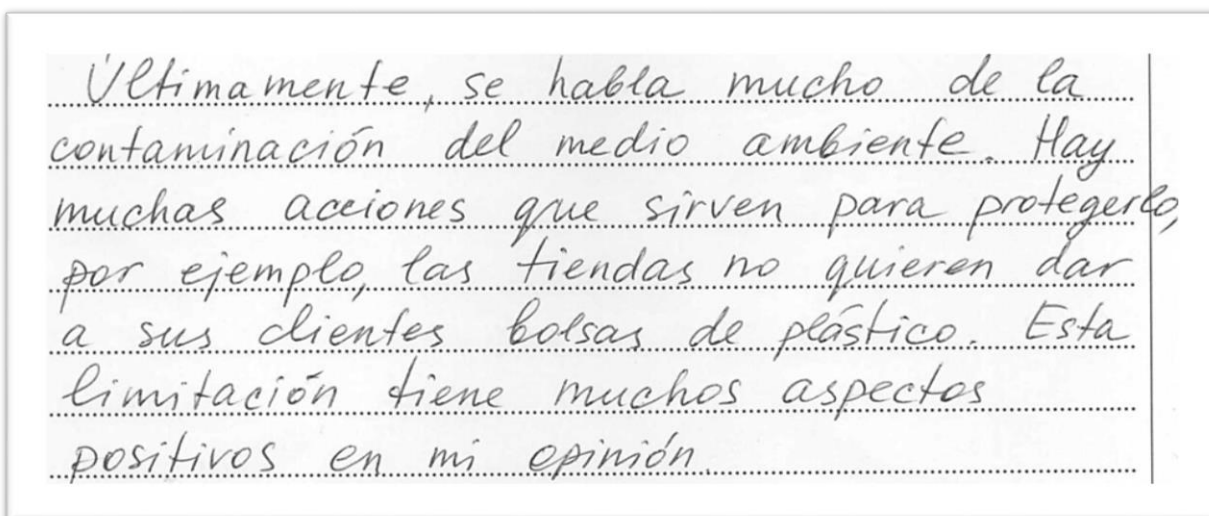 Últimamente, se habla mucho de la
contaminación del medio ambiente. Hay
muchas acciones que sirven para protegerlo,
por ejemplo, las tiendas no quieren dar
a sus clientes bolsas de plástico. Esta
limitación tiene muchos aspectos
positivos en mi opinión.